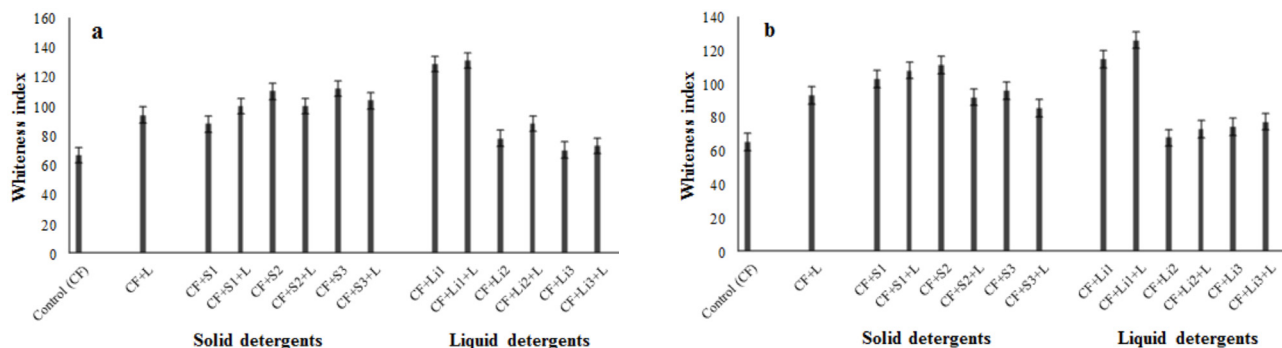 a
Whiteness index
160
140
120
100
80
60
40
20
0
Control (CF)
CF+L
CF+S1
CF+S1+L
CF+S2
CF+S2+L
CF+S3
CF+S3+L
CF+Li1
CF+Li1+L
CF+Li2
CF+Li2+L
CF+Li3
CF+Li3+L
Solid detergents
Liquid detergents
b
Whiteness index
140
120
100
80
60
40
20
0
Control (CF)
CF+L
CF+S1
CF+S1+L
CF+S2
CF+S2+L
CF+S3
CF+S3+L
CF+Li1
CF+Li1+L
CF+Li2
CF+Li2+L
CF+Li3
CF+Li3+L
Solid detergents
Liquid detergents